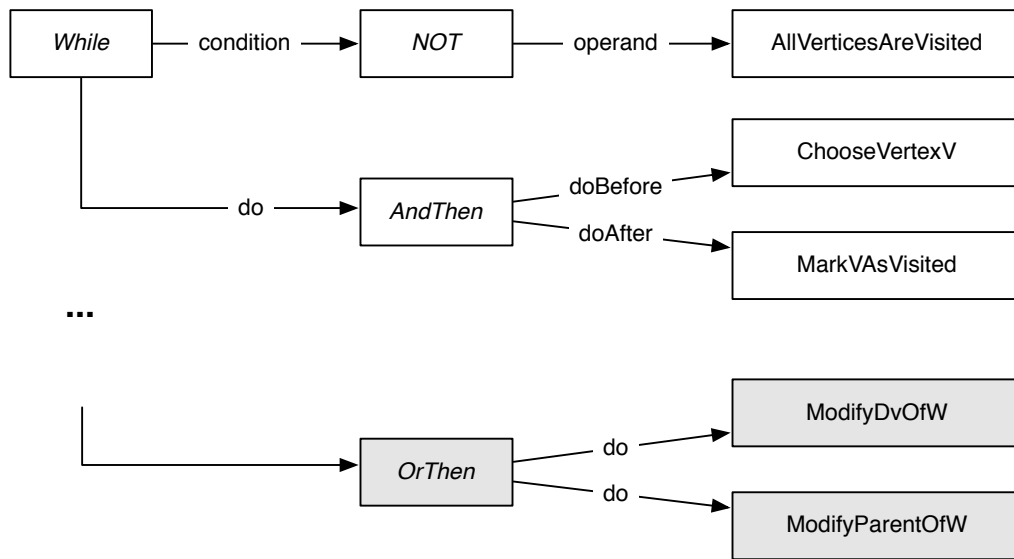 While
condition
NOT
operand
AllVerticesAreVisited
ChooseVertexV
doBefore
do
AndThen
doAfter
MarkVAsVisited
...
ModifyDvOfW
do
OrThen
do
ModifyParentOfW